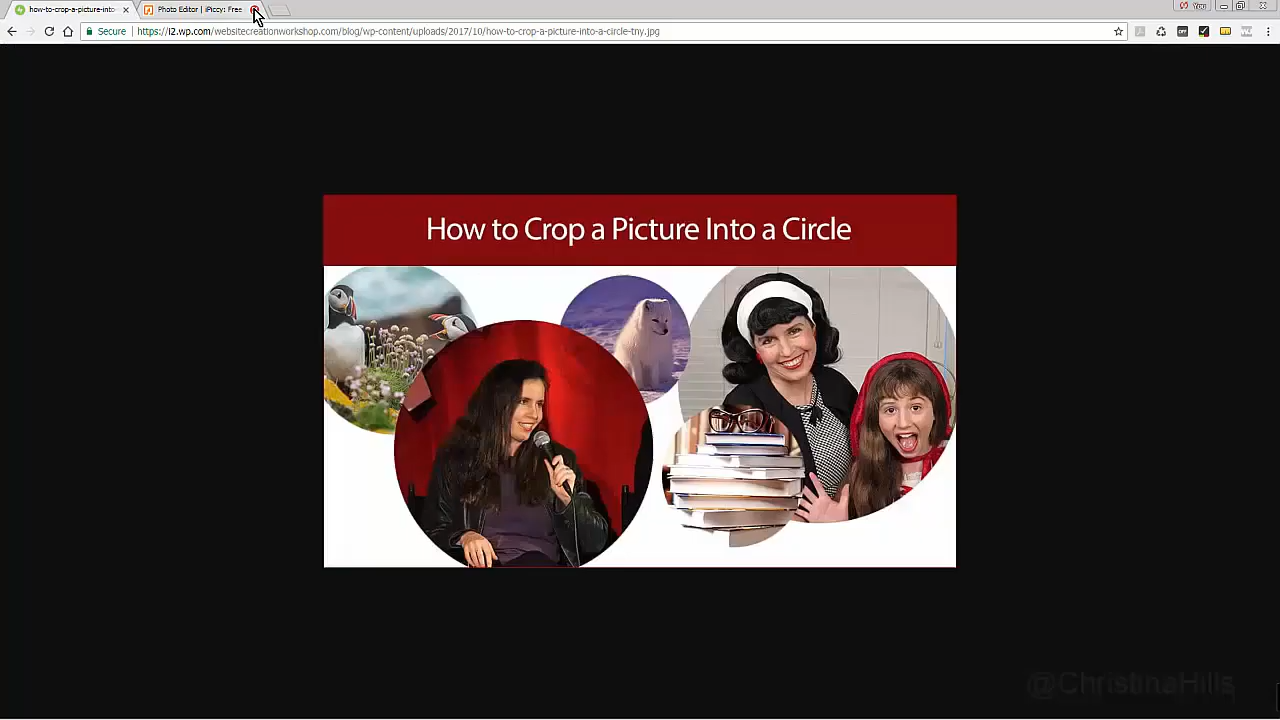 how-to-crop-a-picture-into-
Photo Editor | iPiccy: Free
You
Secure
https://i2.wp.com/websitecreationworkshop.com/blog/wp-content/uploads/2017/10/how-to-crop-a-picture-into-a-circle-tny.jpg
How to Crop a Picture Into a Circle
@ChristinaHills